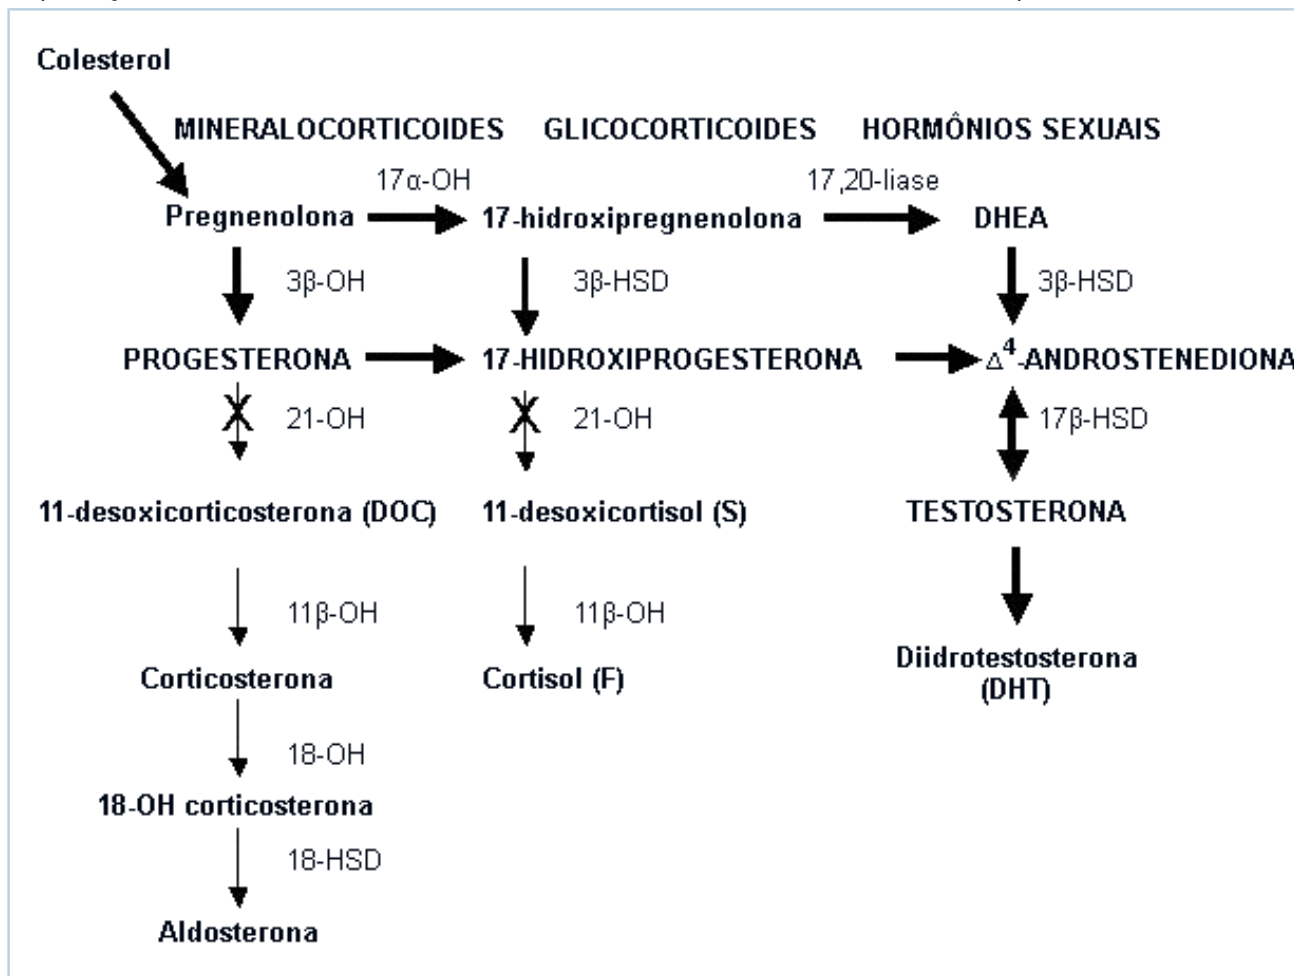 Colesterol
MINERALOCORTICOIDES GLICOCORTICOIDES HORMÔNIOS SEXUAIS
17α-OH 17,20-liase
Pregnenolona 17-hidroxipregnenolona DHEA
3β-OH 3β-HSD 3β-HSD
PROGESTERONA 17-HIDROXIPROGESTERONA Δ⁴-ANDROSTENEDIONA
21-OH 21-OH 17β-HSD
11-desoxicorticosterona (DOC) 11-desoxicortisol (S) TESTOSTERONA
11β-OH 11β-OH
Corticosterona Cortisol (F) Diidrotestosterona
(DHT)
18-OH
18-OH corticosterona
18-HSD
Aldosterona